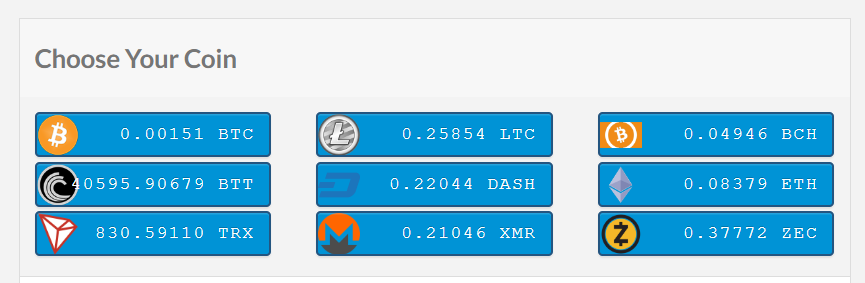 Choose Your Coin
0.00151 BTC
0.25854 LTC
0.04946 BCH
40595.90679 BTT
0.22044 DASH
0.08379 ETH
830.59110 TRX
0.21046 XMR
0.37772 ZEC